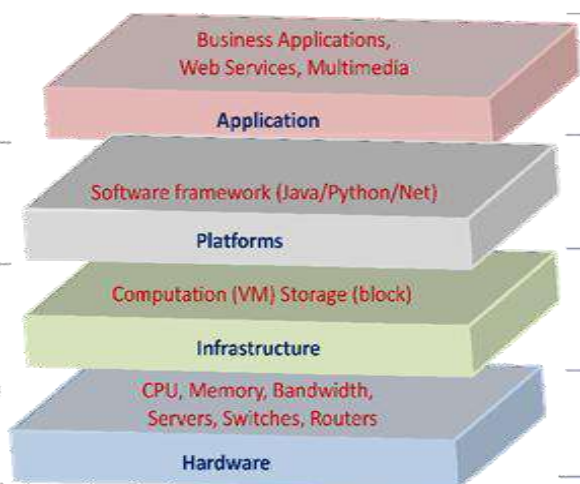 Business Applications,
Web Services, Multimedia
Application
Software framework (Java/Python/Net)
Platforms
Computation (VM) Storage (block)
Infrastructure
CPU, Memory, Bandwidth,
Servers, Switches, Routers
Hardware